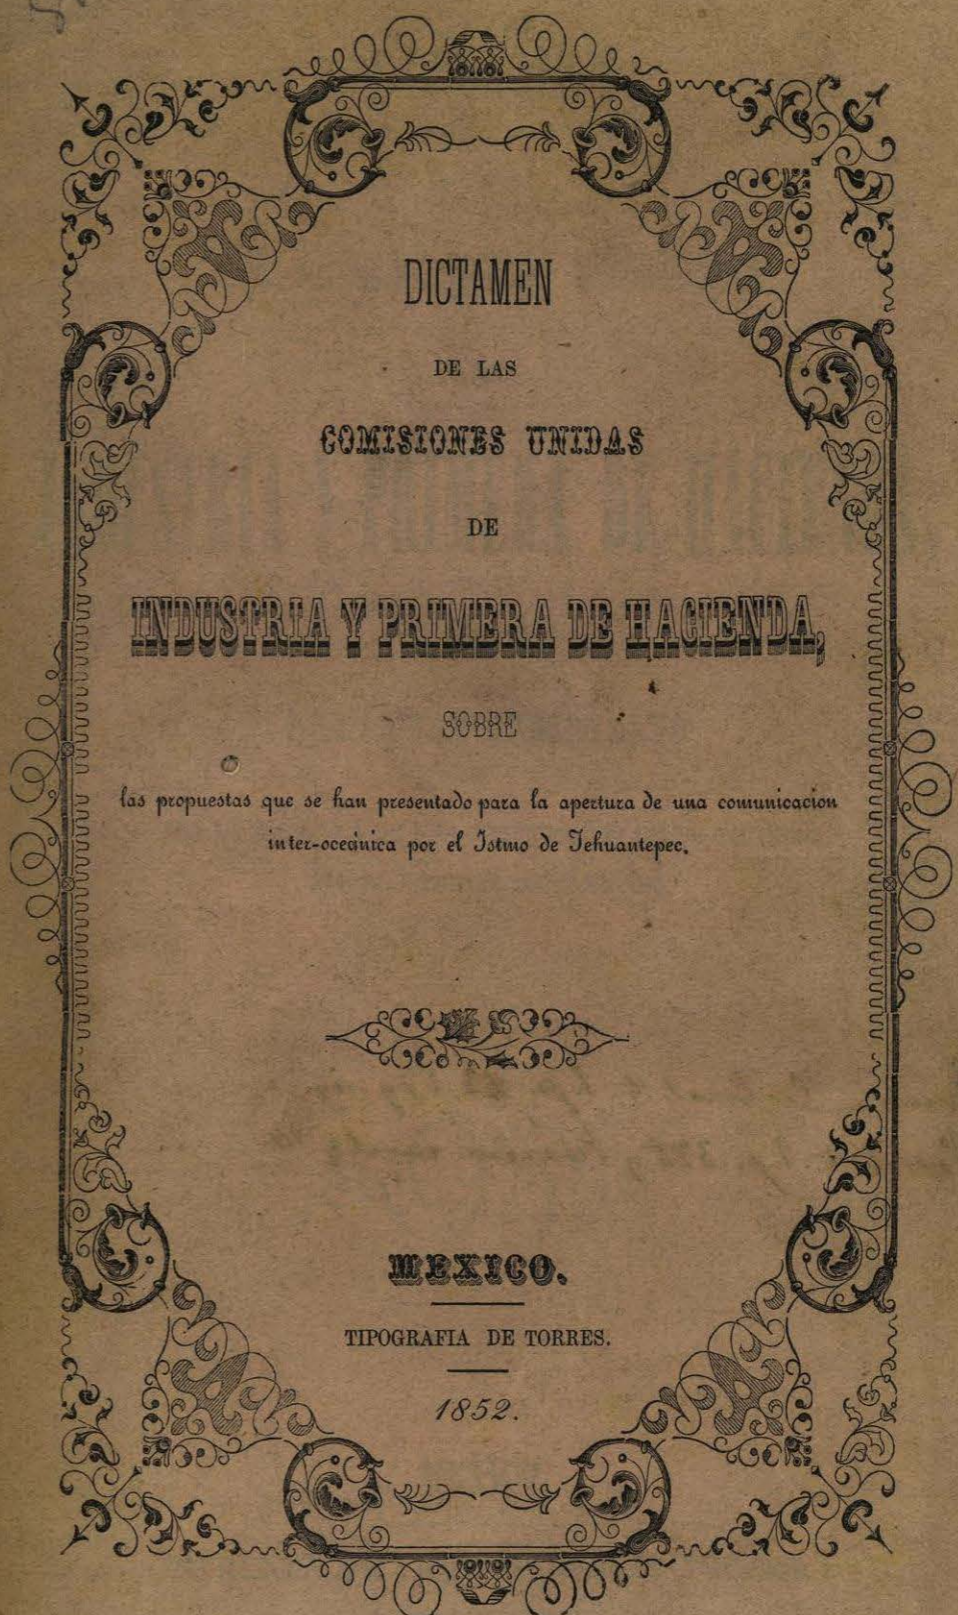 DICTAMEN
DE LAS
COMISIONES UNIDAS
DE
INDUSTRIA Y PRIMERA DE HACIENDA,
SOBRE
las propuestas que se han presentado para la apertura de una comunicacion
inter-oceánica por el Istmo de Tehuantepec.
MEXICO.
TIPOGRAFIA DE TORRES.
1852.